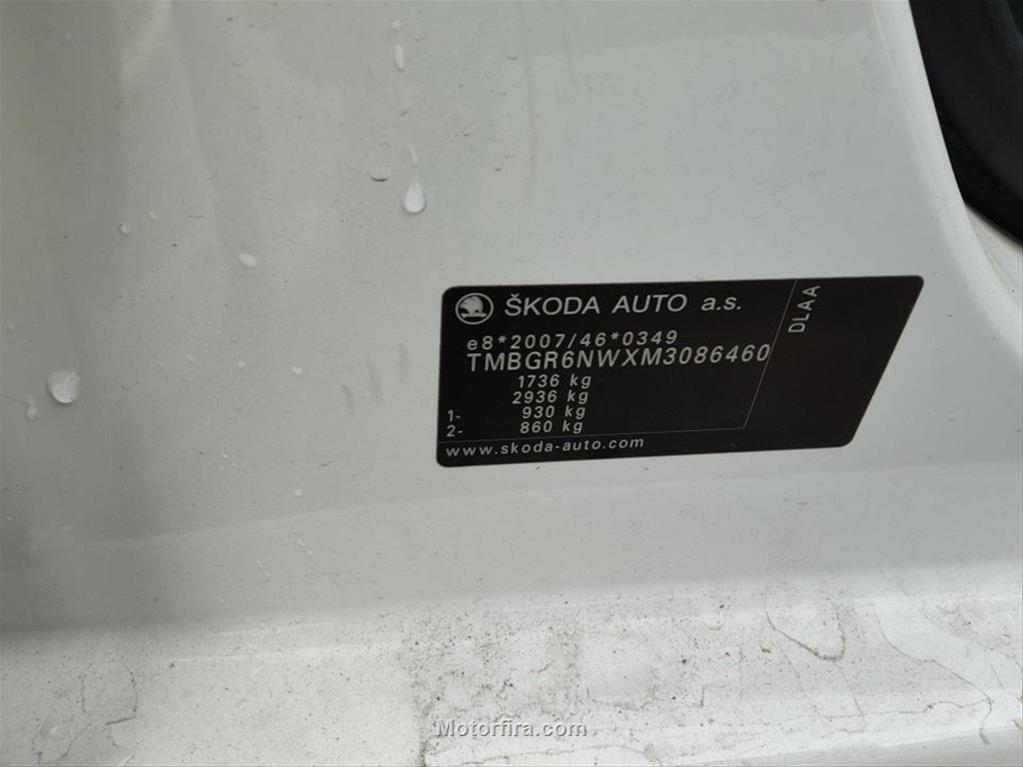 ŠKODA AUTO a.s.
e8*2007/46*0349
TMBGR6NWXM3086460
1736 kg
2936 kg
1- 930 kg
2- 860 kg
www.skoda-auto.com
DLAA
Motorfira.com